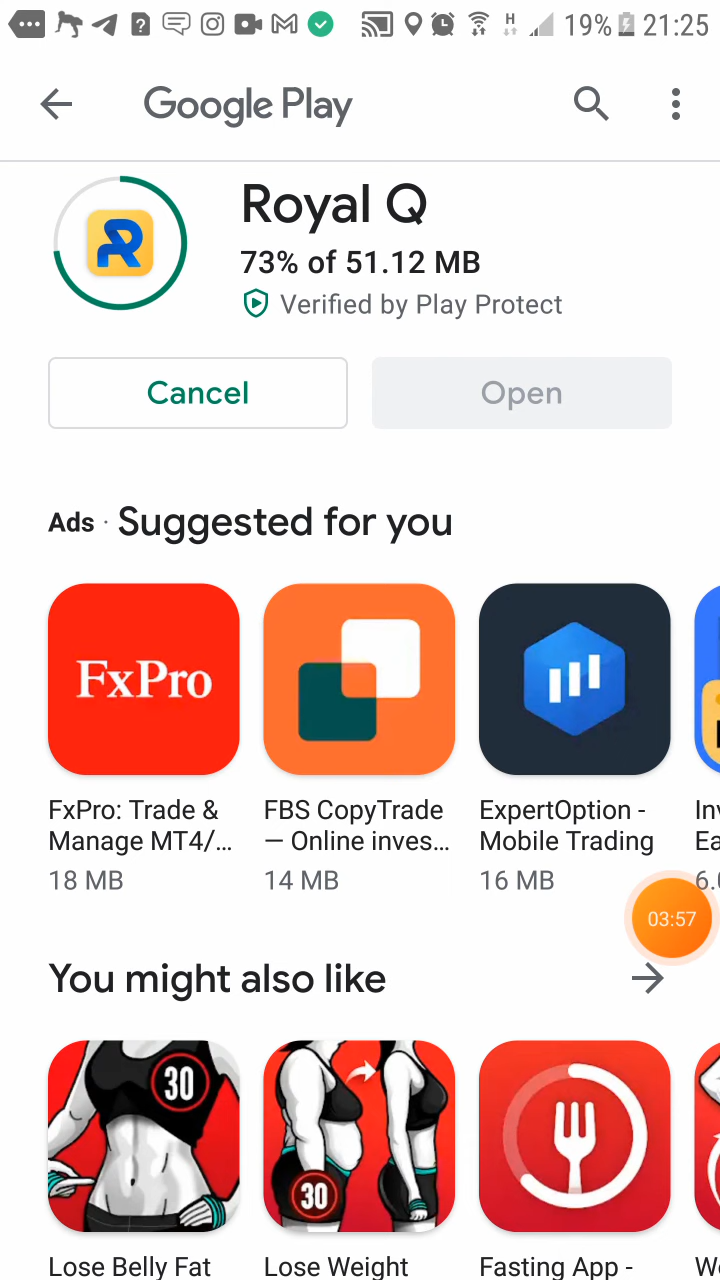 19% 21:25
Google Play
Royal Q
73% of 51.12 MB
Verified by Play Protect
Cancel
Open
Ads · Suggested for you
FxPro
FxPro: Trade &
Manage MT4/...
18 MB
FBS CopyTrade
— Online inves...
14 MB
ExpertOption -
Mobile Trading
16 MB
03:57
You might also like
30
30
Lose Belly Fat
Lose Weight
Fasting App -